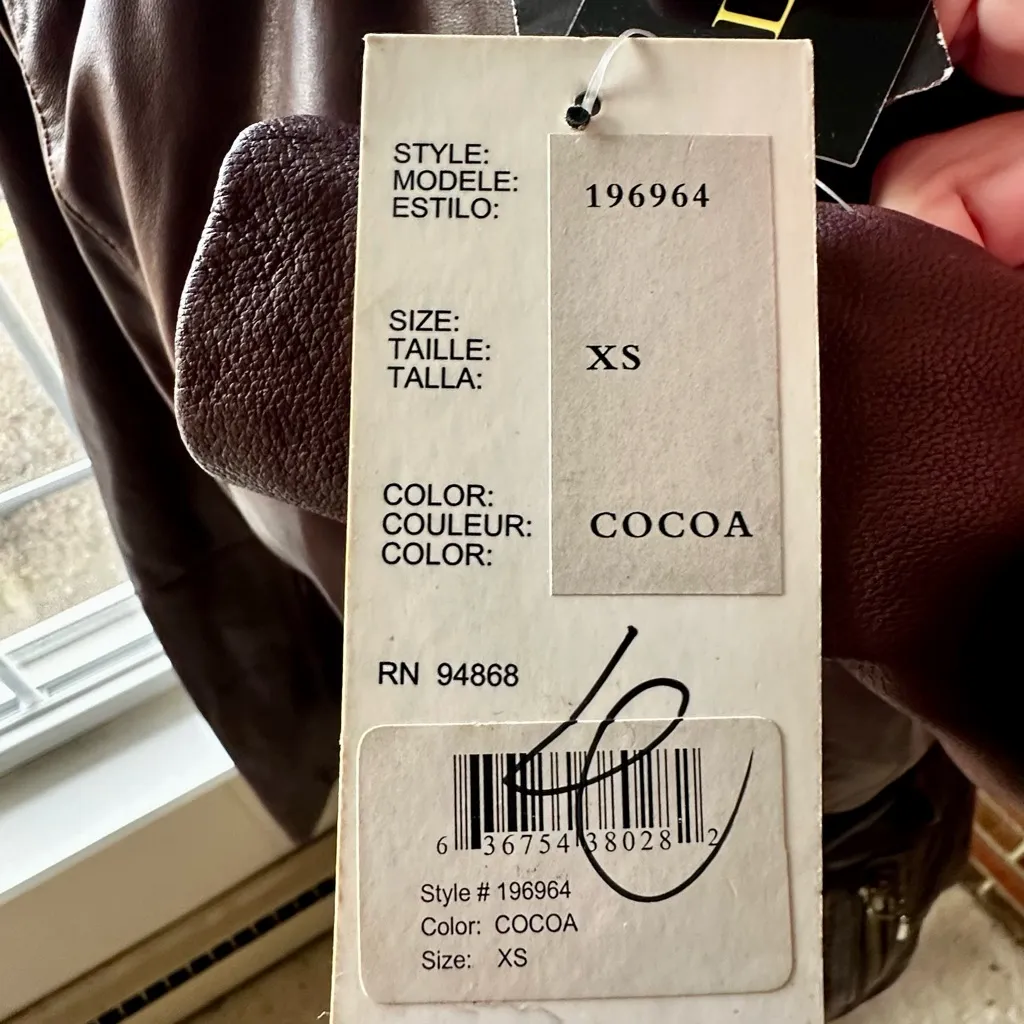 STYLE:
MODELE:
ESTILO:
196964
SIZE:
TAILLE:
TALLA:
XS
COLOR:
COULEUR:
COLOR:
COCOA
RN 94868
6 36754 38028 2
Style # 196964
Color: COCOA
Size: XS